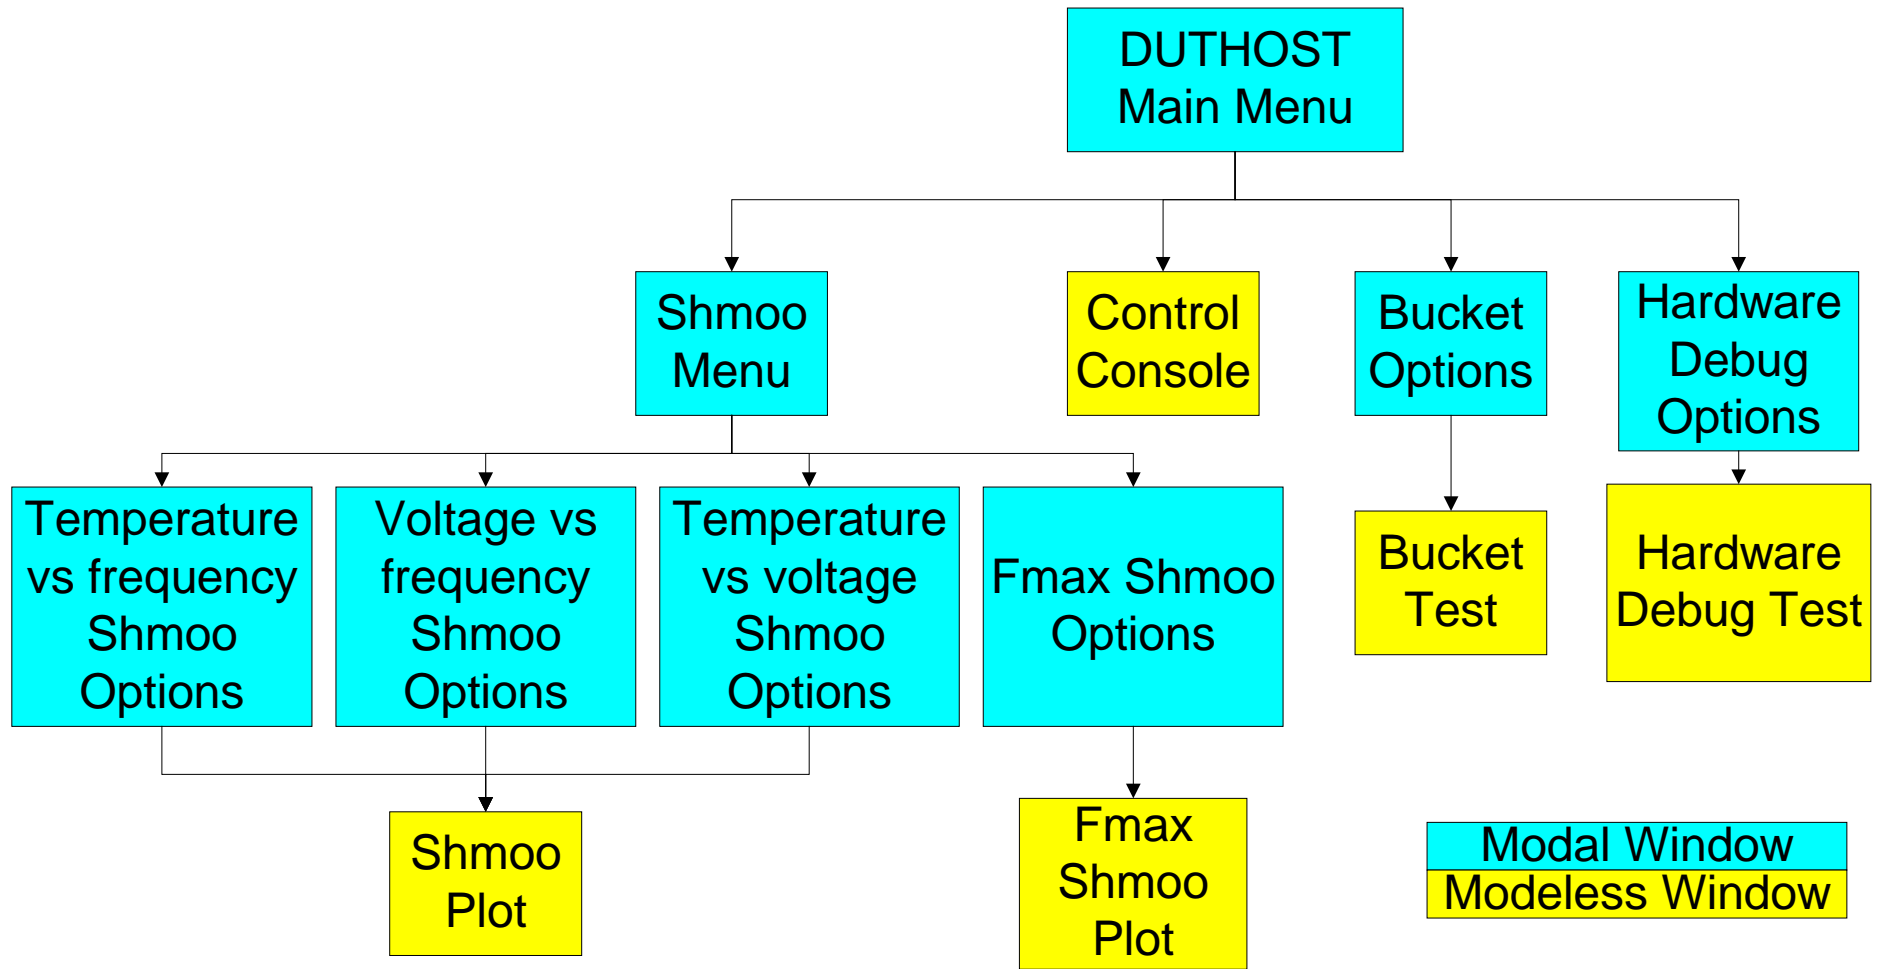 DUTHOST
Main Menu
Shmoo
Menu
Control
Console
Bucket
Options
Hardware
Debug
Options
Temperature
vs frequency
Shmoo
Options
Voltage vs
frequency
Shmoo
Options
Temperature
vs voltage
Shmoo
Options
Fmax Shmoo
Options
Bucket
Test
Hardware
Debug Test
Shmoo
Plot
Fmax
Shmoo
Plot
Modal Window
Modeless Window